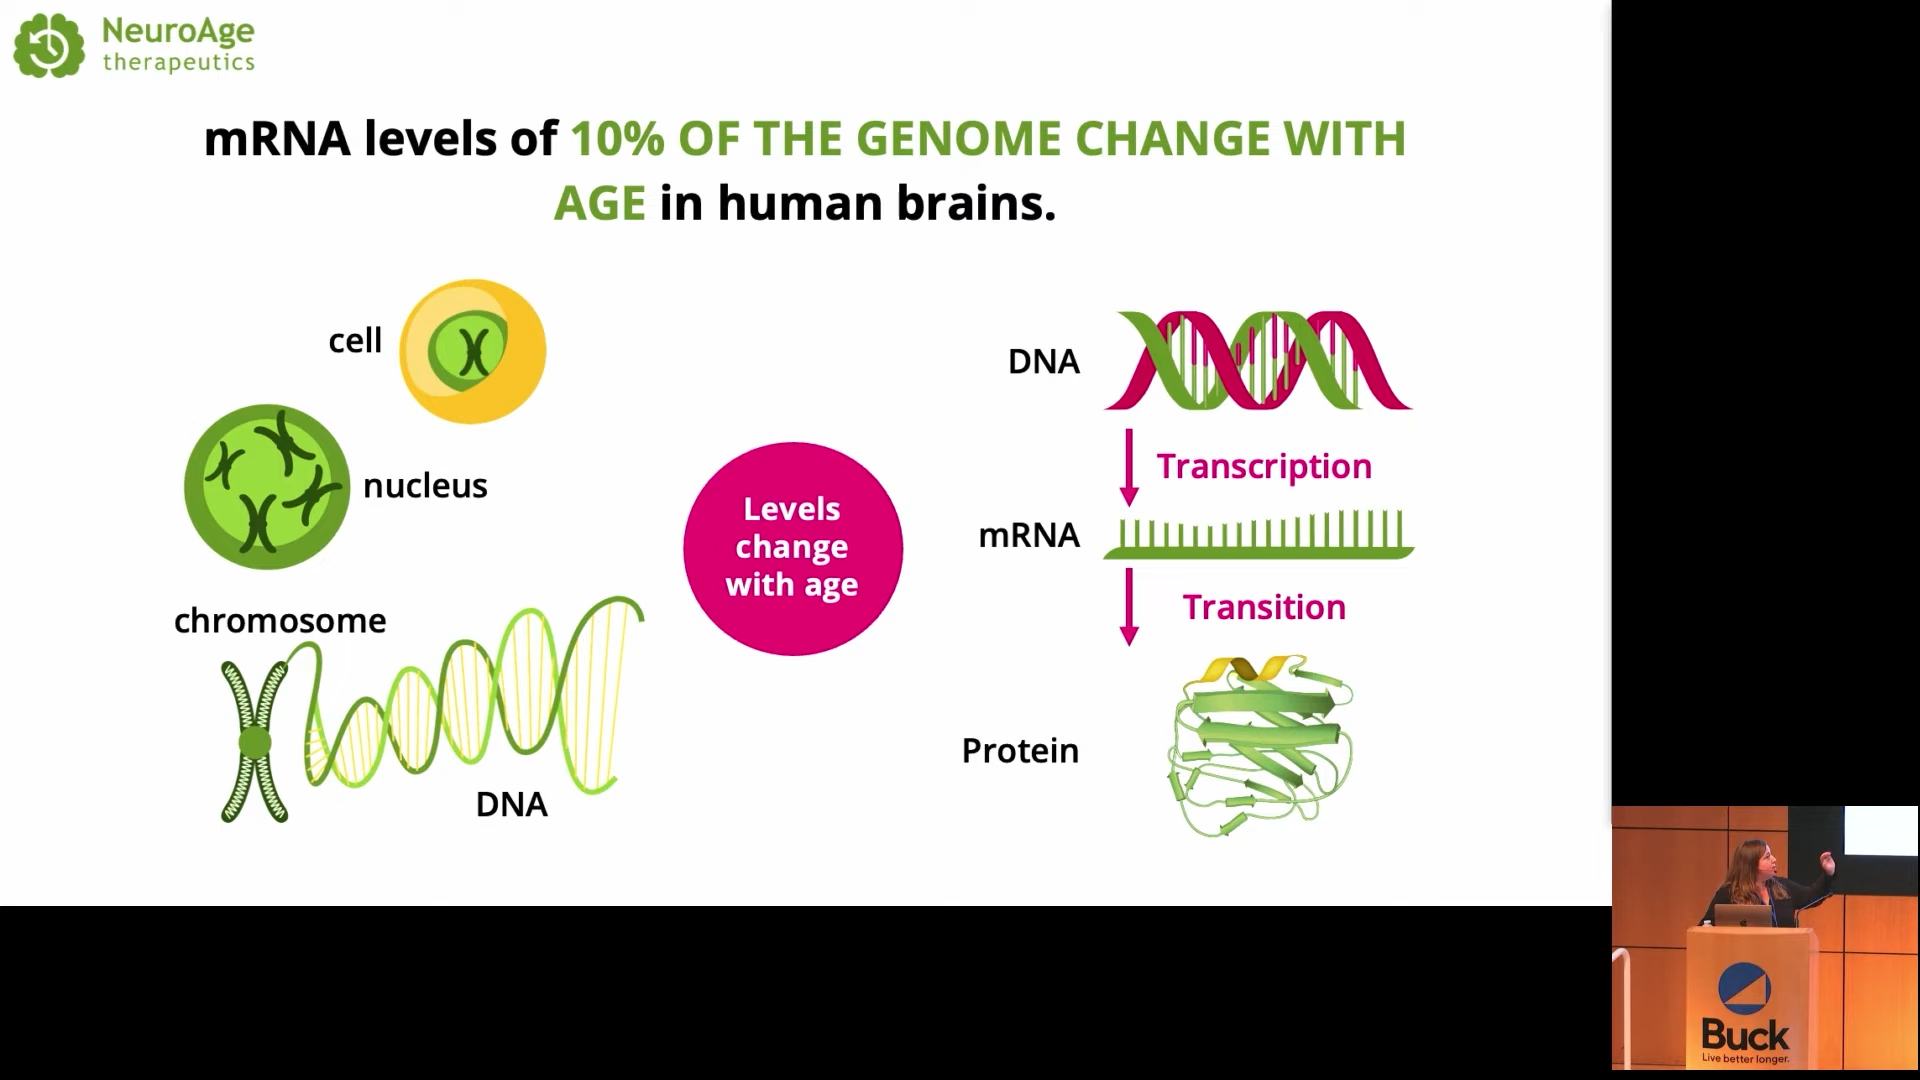 NeuroAge
therapeutics
mRNA levels of 10% OF THE GENOME CHANGE WITH
AGE in human brains.
cell
nucleus
chromosome
DNA
Levels
change
with age
DNA
Transcription
mRNA
Transition
Protein
Buck
Live better longer.